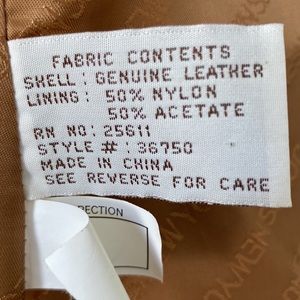 FABRIC CONTENTS
SHELL: GENUINE LEATHER
LINING: 50% NYLON
50% ACETATE
RN NO: 25611
STYLE #: 36750
MADE IN CHINA
SEE REVERSE FOR CARE
RECTION